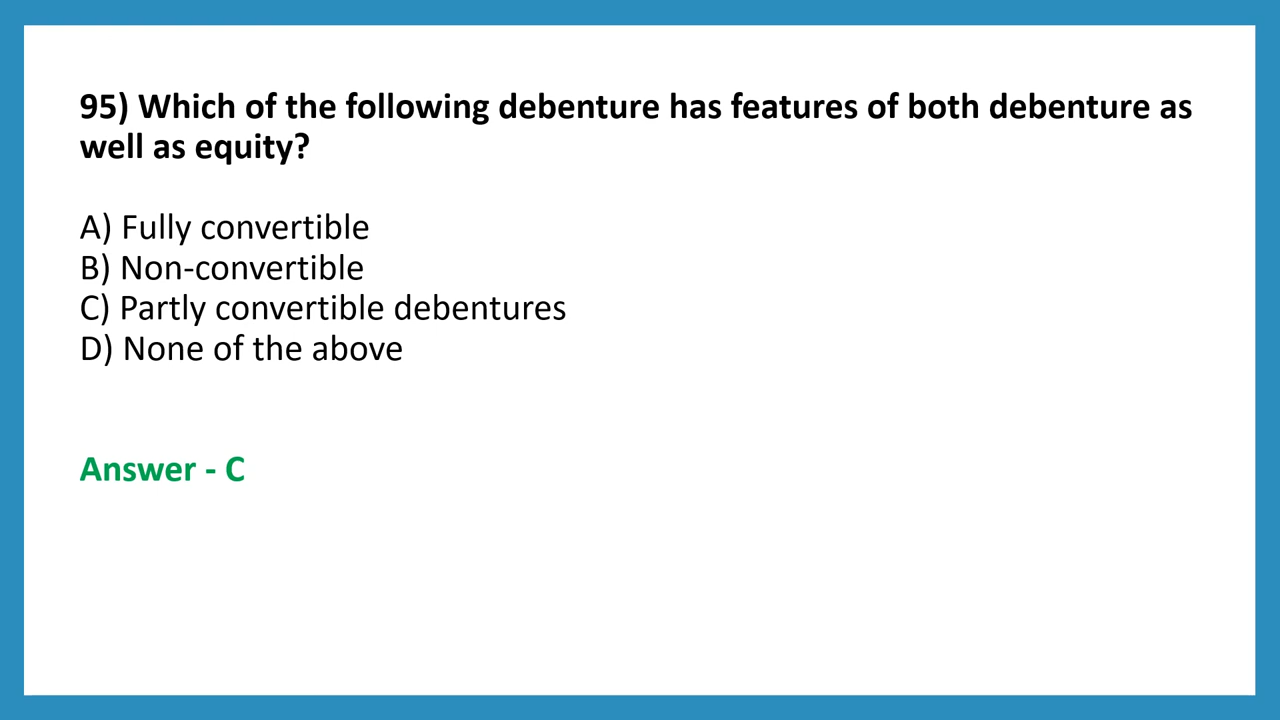 95) Which of the following debenture has features of both debenture as
well as equity?
A) Fully convertible
B) Non-convertible
C) Partly convertible debentures
D) None of the above
Answer - C